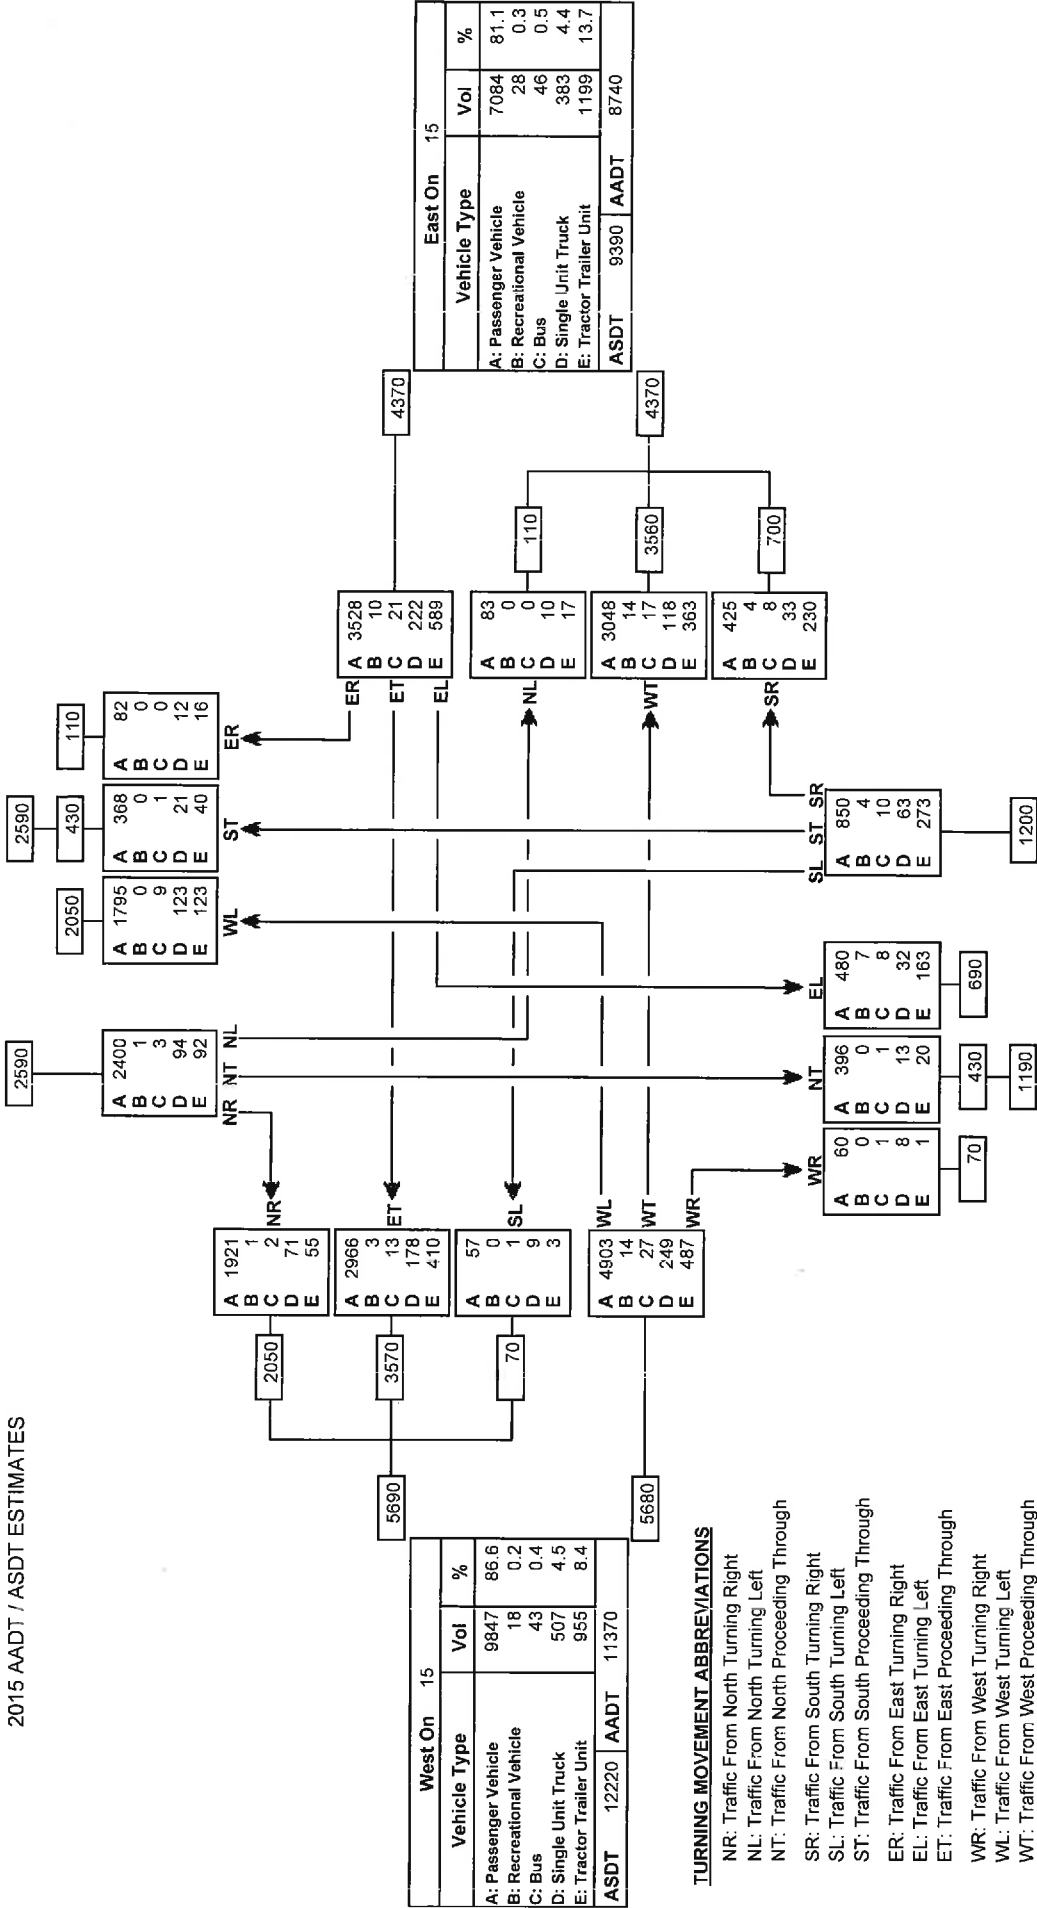 2015 AADT / ASDT ESTIMATES
2590
2590
2050
430
110
A 2400
B 1
C 3
D 94
E 92
A 1795
B 0
C 9
D 123
E 123
A 368
B 0
C 1
D 21
E 40
A 82
B 0
C 0
D 12
E 16
NR NT NL
WL
ST
ER
2050
A 1921
B 1
C 2
D 71
E 55
NR
3570
A 2966
B 3
C 13
D 178
E 410
ET
70
A 57
B 0
C 1
D 9
E 3
SL
5690
5680
A 4903
B 14
C 27
D 249
E 487
WL
WT
WR
ER
ET
EL
A 3528
B 10
C 21
D 222
E 589
4370
NL
A 83
B 0
C 0
D 10
E 17
110
WT
A 3048
B 14
C 17
D 118
E 363
3560
4370
SR
A 425
B 4
C 8
D 33
E 230
700
West On 15
Vehicle Type Vol %
A: Passenger Vehicle 9847 86.6
B: Recreational Vehicle 18 0.2
C: Bus 43 0.4
D: Single Unit Truck 507 4.5
E: Tractor Trailer Unit 955 8.4
ASDT 12220 AADT 11370
East On 15
Vehicle Type Vol %
A: Passenger Vehicle 7084 81.1
B: Recreational Vehicle 28 0.3
C: Bus 46 0.5
D: Single Unit Truck 383 4.4
E: Tractor Trailer Unit 1199 13.7
ASDT 9390 AADT 8740
WR
NT
EL
SL ST SR
A 60
B 0
C 1
D 8
E 1
A 396
B 0
C 1
D 13
E 20
A 480
B 7
C 8
D 32
E 163
A 850
B 4
C 10
D 63
E 273
70
430
690
1190
1200
TURNING MOVEMENT ABBREVIATIONS
NR: Traffic From North Turning Right
NL: Traffic From North Turning Left
NT: Traffic From North Proceeding Through
SR: Traffic From South Turning Right
SL: Traffic From South Turning Left
ST: Traffic From South Proceeding Through
ER: Traffic From East Turning Right
EL: Traffic From East Turning Left
ET: Traffic From East Proceeding Through
WR: Traffic From West Turning Right
WL: Traffic From West Turning Left
WT: Traffic From West Proceeding Through